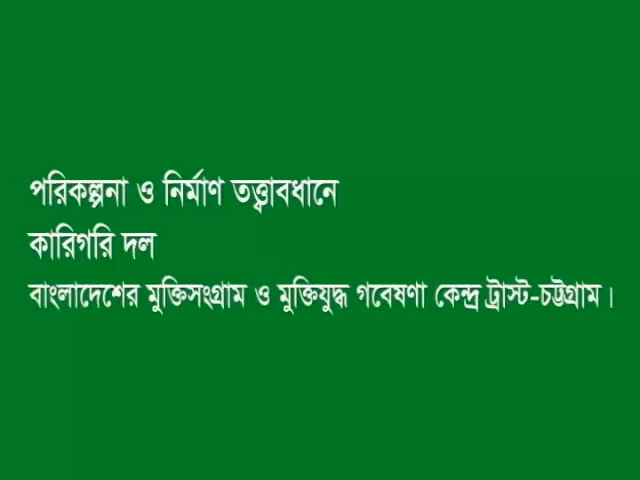 পরিকল্পনা ও নির্মাণ তত্ত্বাবধানে
কারিগরি দল
বাংলাদেশের মুক্তিসংগ্রাম ও মুক্তিযুদ্ধ গবেষণা কেন্দ্র ট্রাস্ট-চট্টগ্রাম।